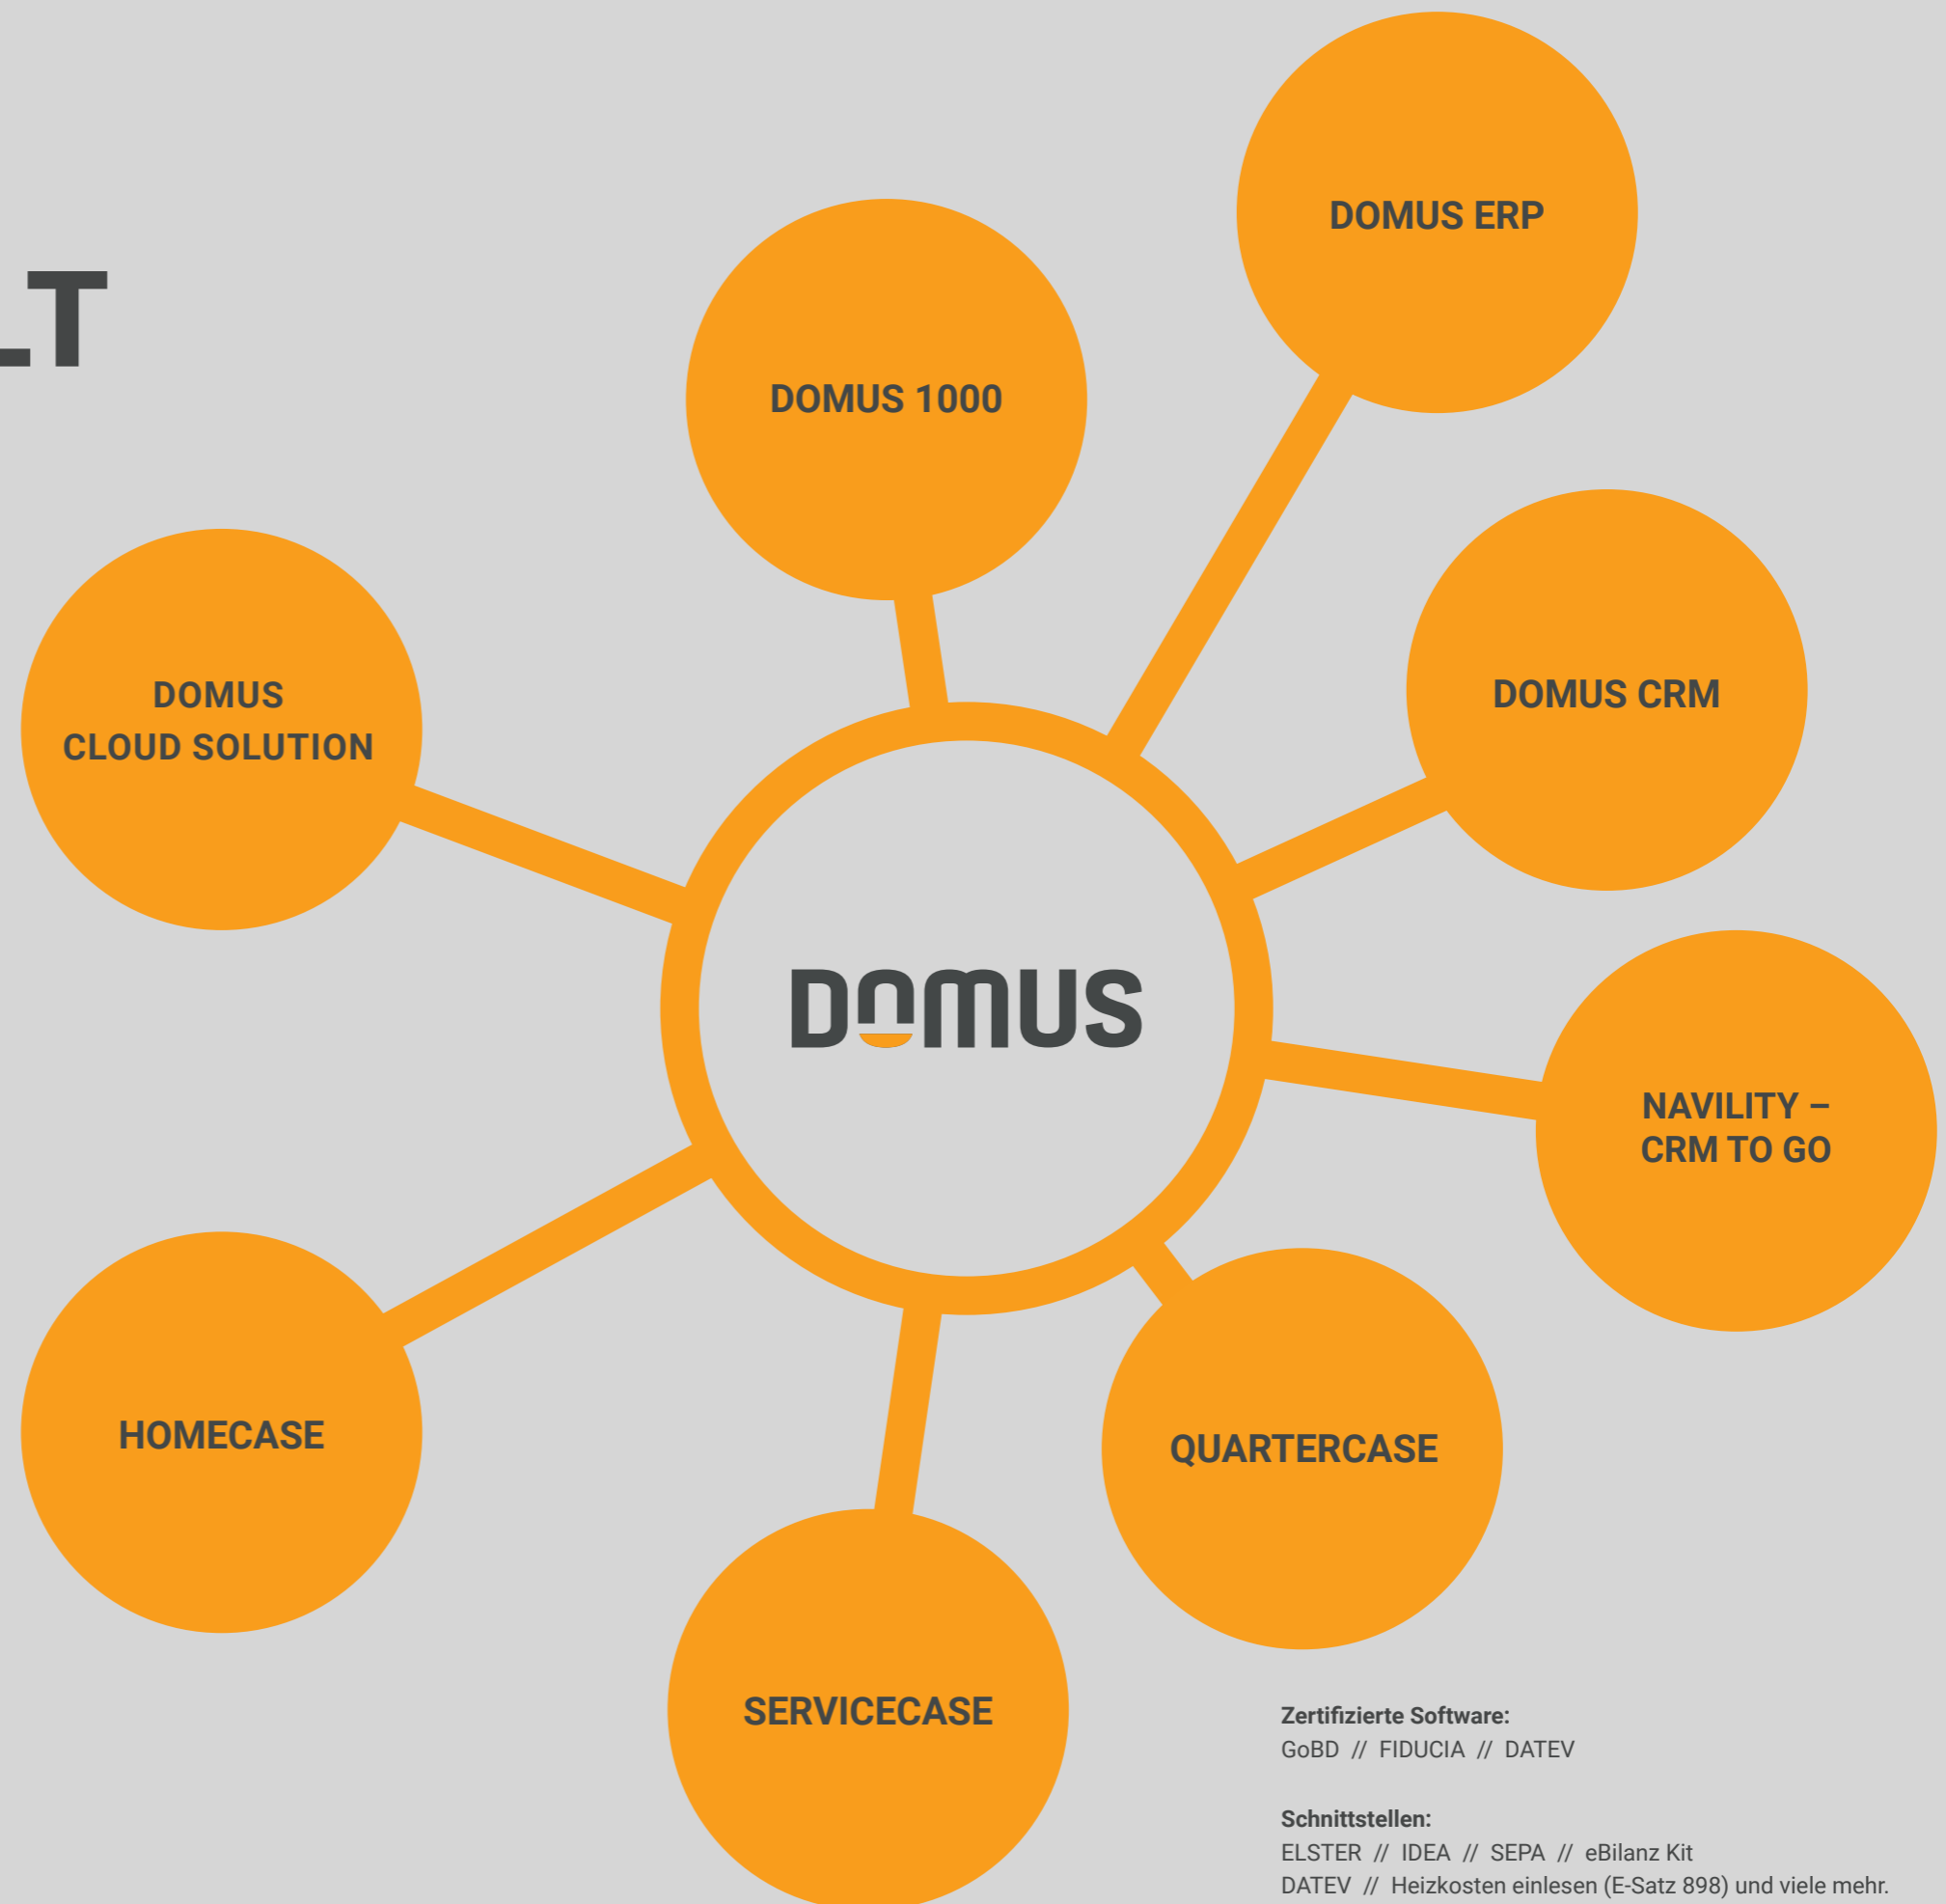 DOMUS ERP
LT
DOMUS 1000
DOMUS
CLOUD SOLUTION
DOMUS CRM
DOMUS
NAVILITY –
CRM TO GO
HOMECASE
QUARTERCASE
SERVICECASE
Zertifizierte Software:
GoBD // FIDUCIA // DATEV
Schnittstellen:
ELSTER // IDEA // SEPA // eBilanz Kit
DATEV // Heizkosten einlesen (E-Satz 898) und viele mehr.